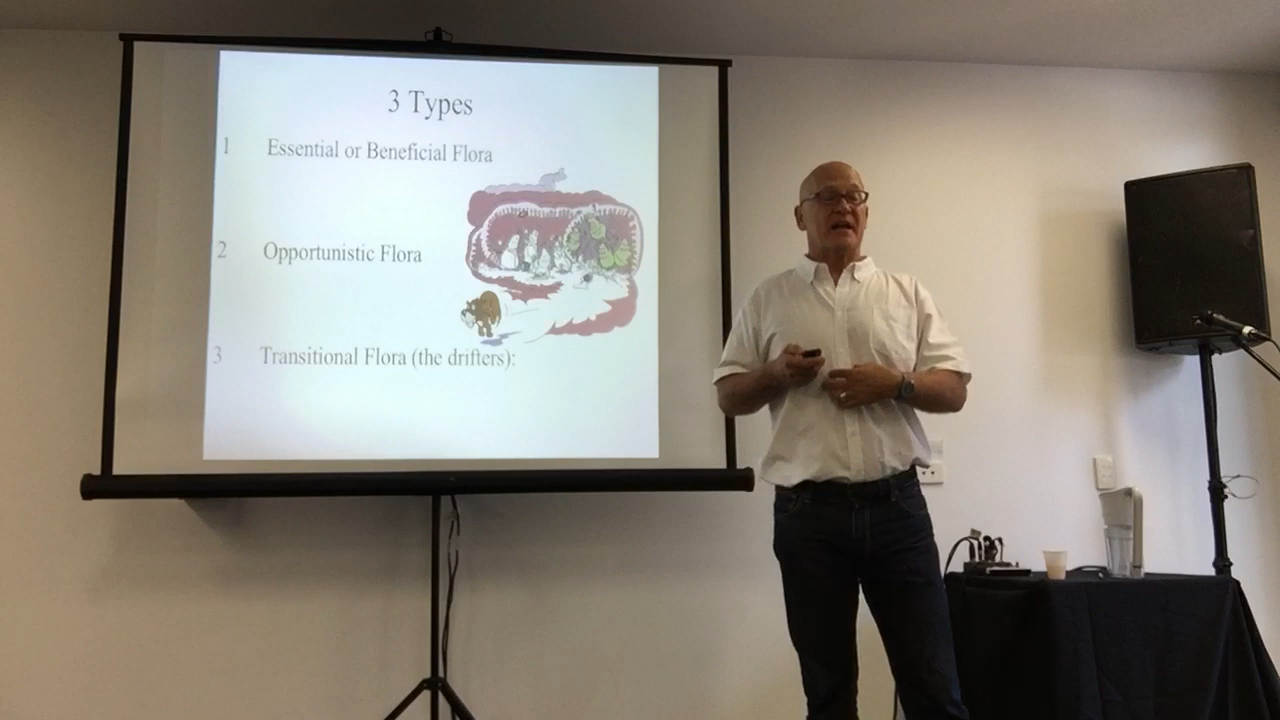 3 Types
1 Essential or Beneficial Flora
2 Opportunistic Flora
3 Transitional Flora (the drifters):